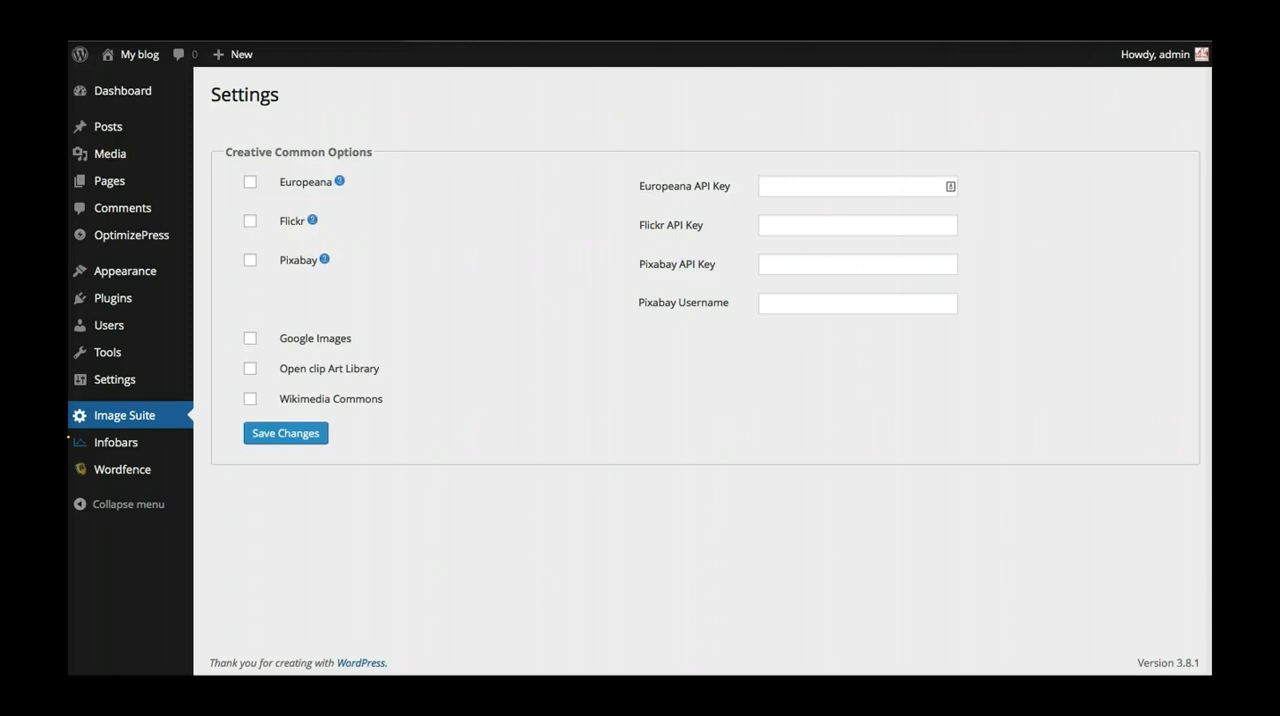 My blog 0 New Howdy, admin
Dashboard
Posts
Media
Pages
Comments
OptimizePress
Appearance
Plugins
Users
Tools
Settings
Image Suite
Infobars
Wordfence
Collapse menu
Settings
Creative Common Options
Europeana ? Europeana API Key
Flickr ? Flickr API Key
Pixabay ? Pixabay API Key
Pixabay Username
Google Images
Open clip Art Library
Wikimedia Commons
Save Changes
Thank you for creating with WordPress. Version 3.8.1